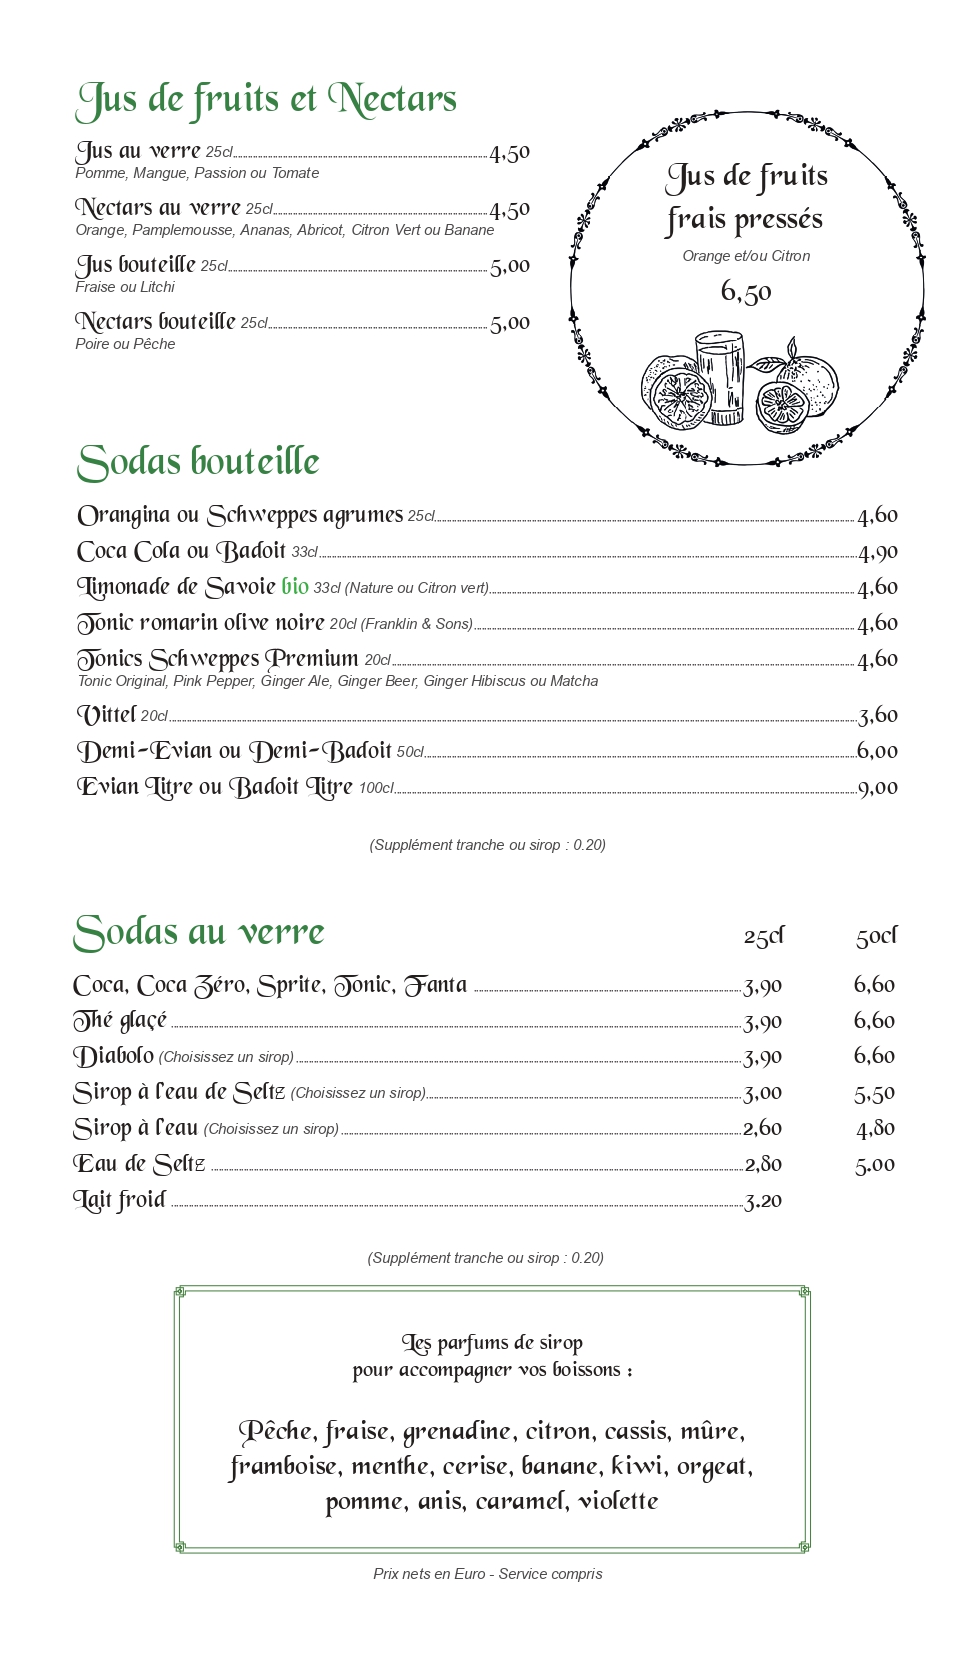 Jus de fruits et Nectars
Jus au verre 25cl 4,50
Pomme, Mangue, Passion ou Tomate
Nectars au verre 25cl 4,50
Orange, Pamplemousse, Ananas, Abricot, Citron Vert ou Banane
Jus bouteille 25cl 5,00
Fraise ou Litchi
Nectars bouteille 25cl 5,00
Poire ou Pêche
Jus de fruits
frais pressés
Orange et/ou Citron
6,50
Sodas bouteille
Orangina ou Schweppes agrumes 25cl 4,60
Coca Cola ou Badoit 33cl 4,90
Limonade de Savoie bio 33cl (Nature ou Citron vert) 4,60
Tonic romarin olive noire 20cl (Franklin & Sons) 4,60
Tonics Schweppes Premium 20cl 4,60
Tonic Original, Pink Pepper, Ginger Ale, Ginger Beer, Ginger Hibiscus ou Matcha
Vittel 20cl 3,60
Demi-Evian ou Demi-Badoit 50cl 6,00
Evian Litre ou Badoit Litre 100cl 9,00
(Supplément tranche ou sirop : 0.20)
Sodas au verre 25cl 50cl
Coca, Coca Zéro, Sprite, Tonic, Fanta 3,90 6,60
Thé glaçé 3,90 6,60
Diabolo (Choisissez un sirop) 3,90 6,60
Sirop à l'eau de Seltz (Choisissez un sirop) 3,00 5,50
Sirop à l'eau (Choisissez un sirop) 2,60 4,80
Eau de Seltz 2,80 5.00
Lait froid 3.20
(Supplément tranche ou sirop : 0.20)
Les parfums de sirop
pour accompagner vos boissons :
Pêche, fraise, grenadine, citron, cassis, mûre,
framboise, menthe, cerise, banane, kiwi, orgeat,
pomme, anis, caramel, violette
Prix nets en Euro - Service compris